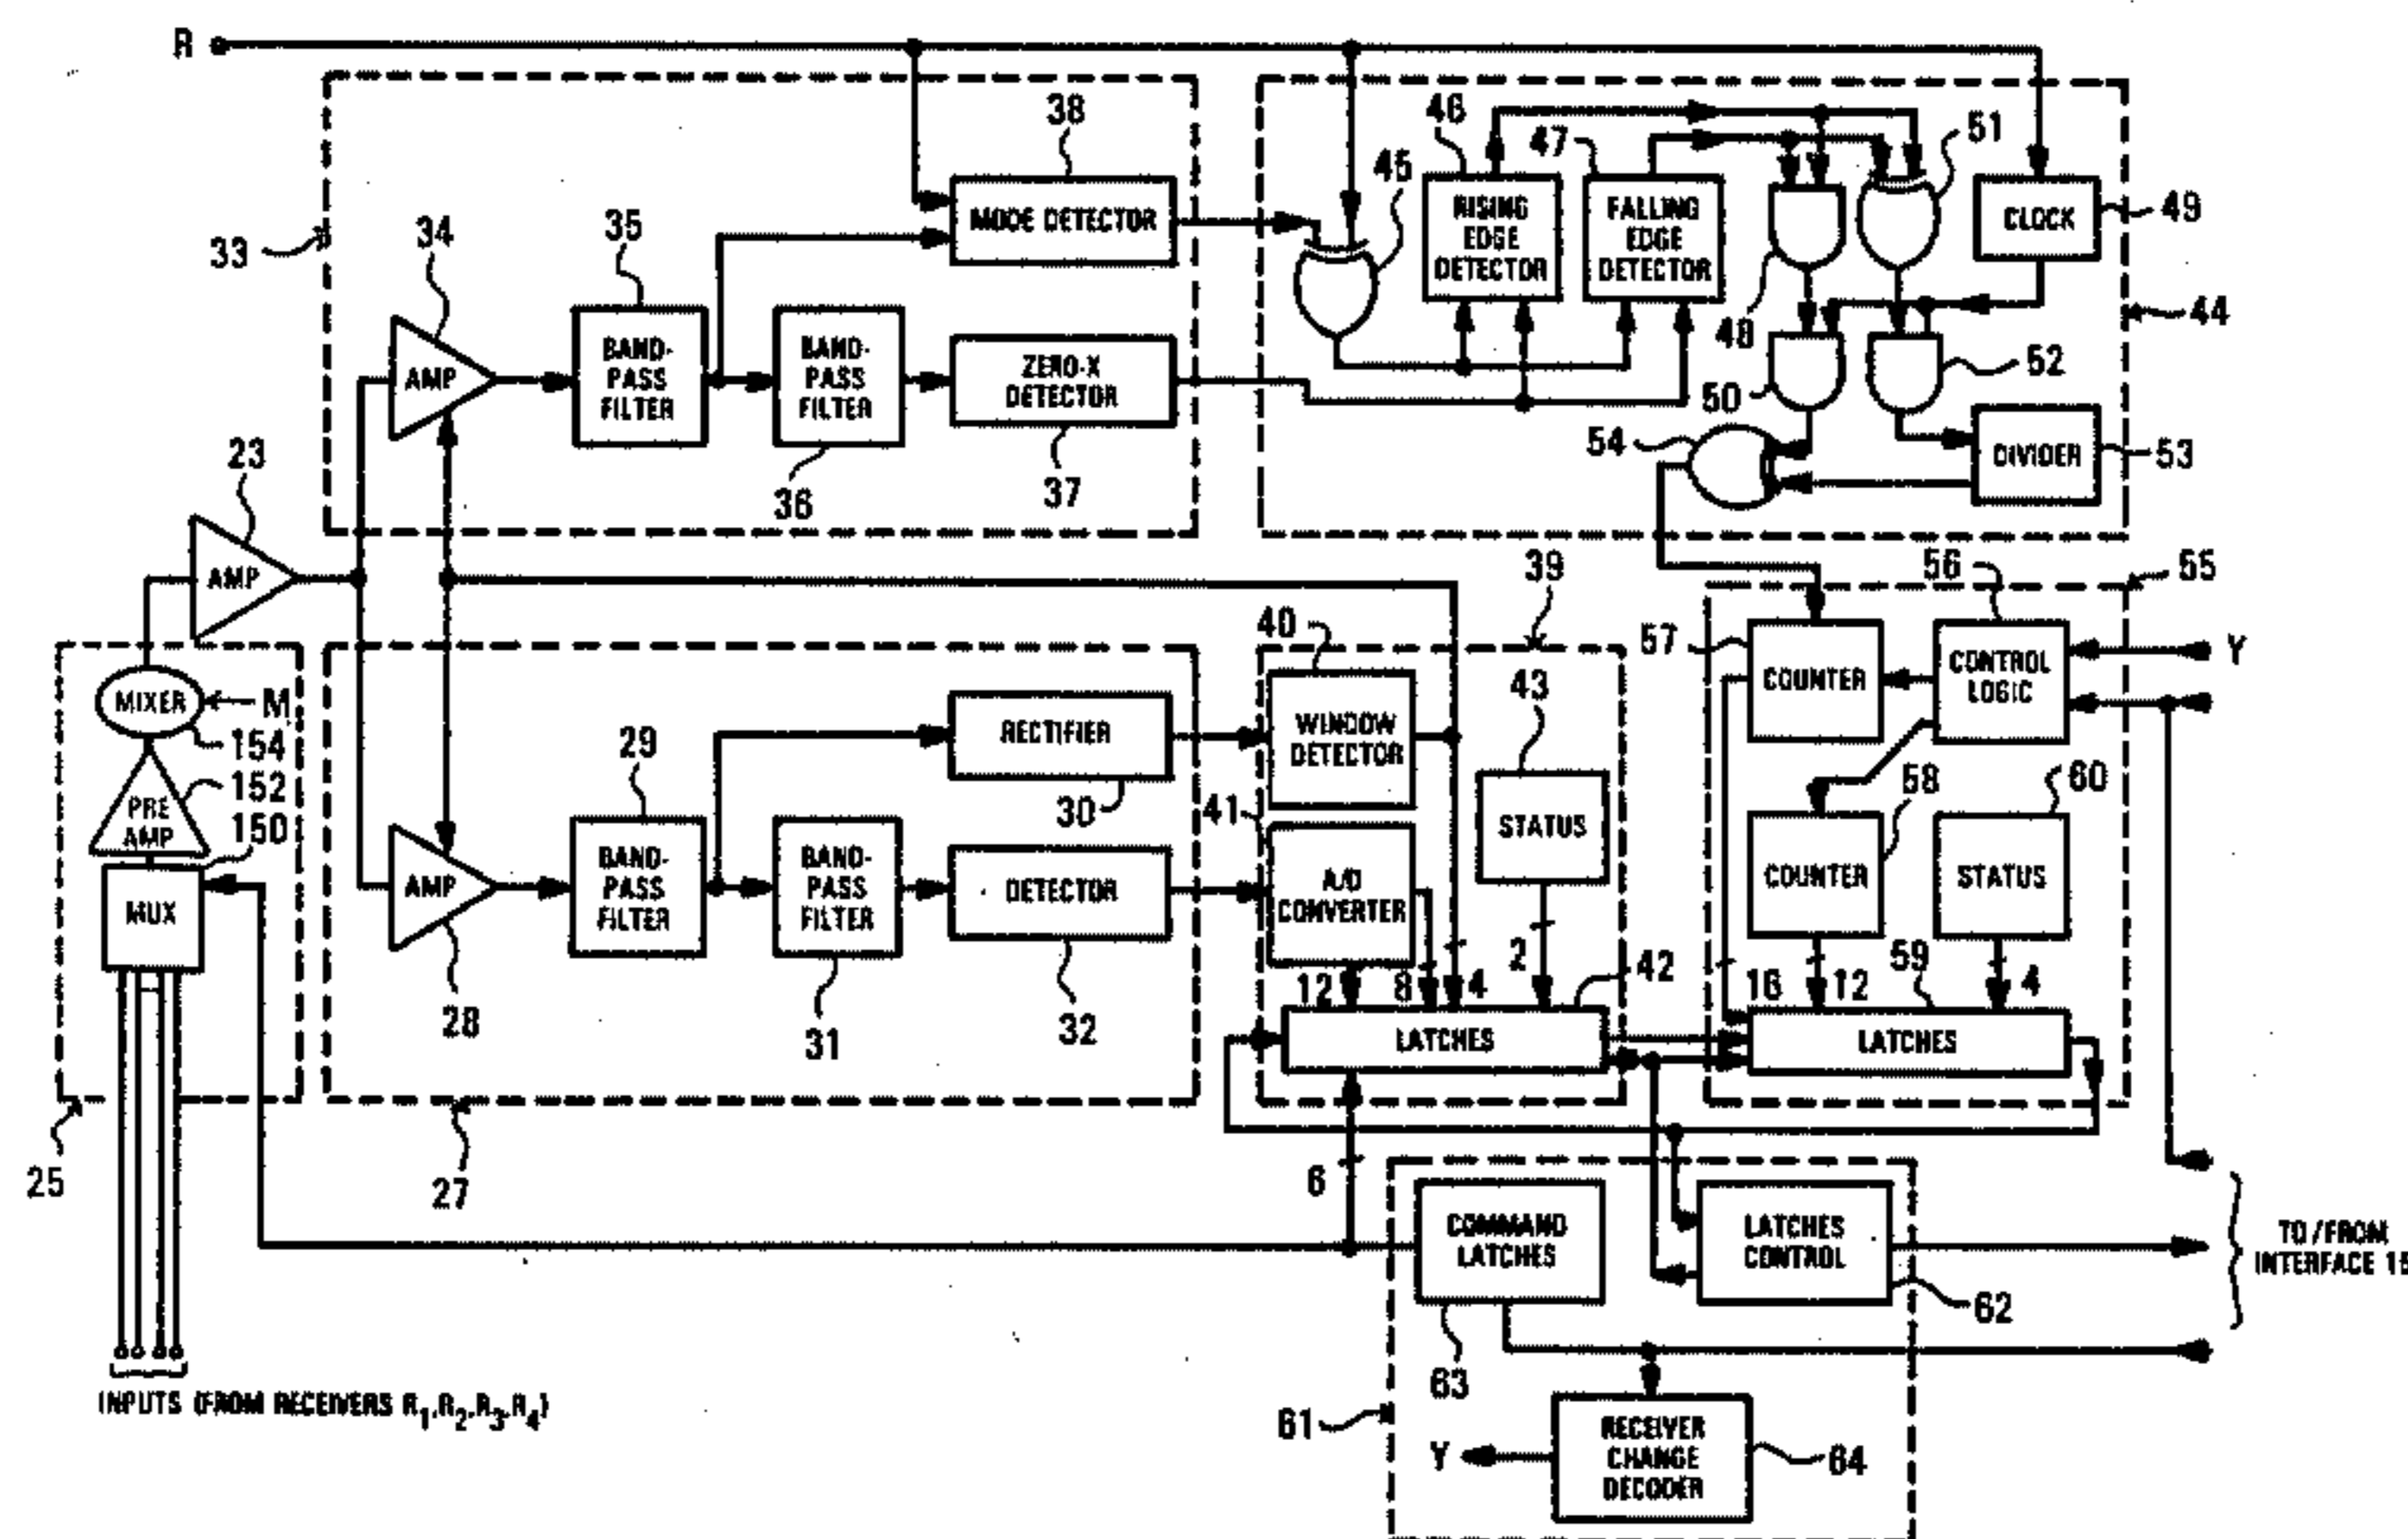 R
33
34
AMP
35
BAND-
PASS
FILTER
36
BAND-
PASS
FILTER
38
MODE DETECTOR
ZERO-X
DETECTOR
37
45
46
RISING
EDGE
DETECTOR
47
FALLING
EDGE
DETECTOR
48
51
CLOCK
49
44
50
52
54
DIVIDER
53
23
AMP
MIXER
M
154
152
PRE
AMP
150
MUX
25
INPUTS (FROM RECEIVERS R1,R2,R3,R4)
AMP
28
29
BAND-
PASS
FILTER
BAND-
PASS
FILTER
31
RECTIFIER
30
DETECTOR
32
27
39
40
WINDOW
DETECTOR
41
A/D
CONVERTER
43
STATUS
12
8
4
2
42
LATCHES
6
55
56
57
COUNTER
CONTROL
LOGIC
Y
58
COUNTER
60
STATUS
16
12
59
4
LATCHES
61
COMMAND
LATCHES
63
LATCHES
CONTROL
62
TO/FROM
INTERFACE
RECEIVER
CHANGE
DECODER
64
Y